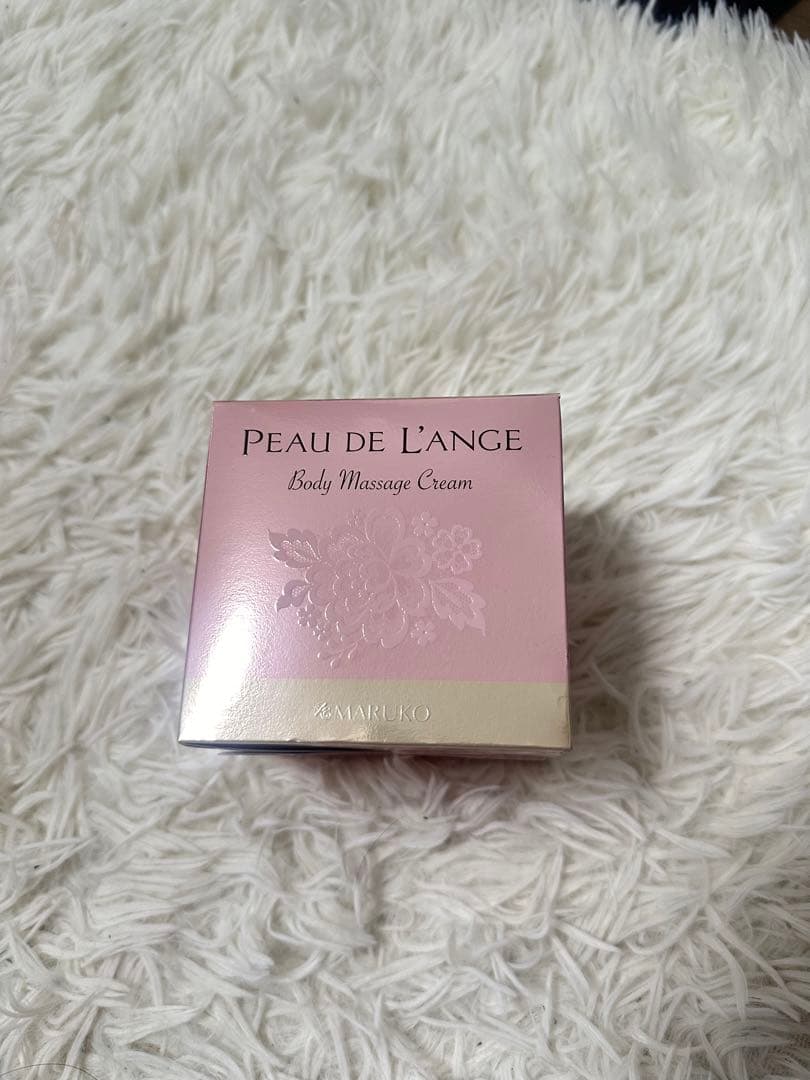 PEAU DE L'ANGE
Body Massage Cream
MARUKO